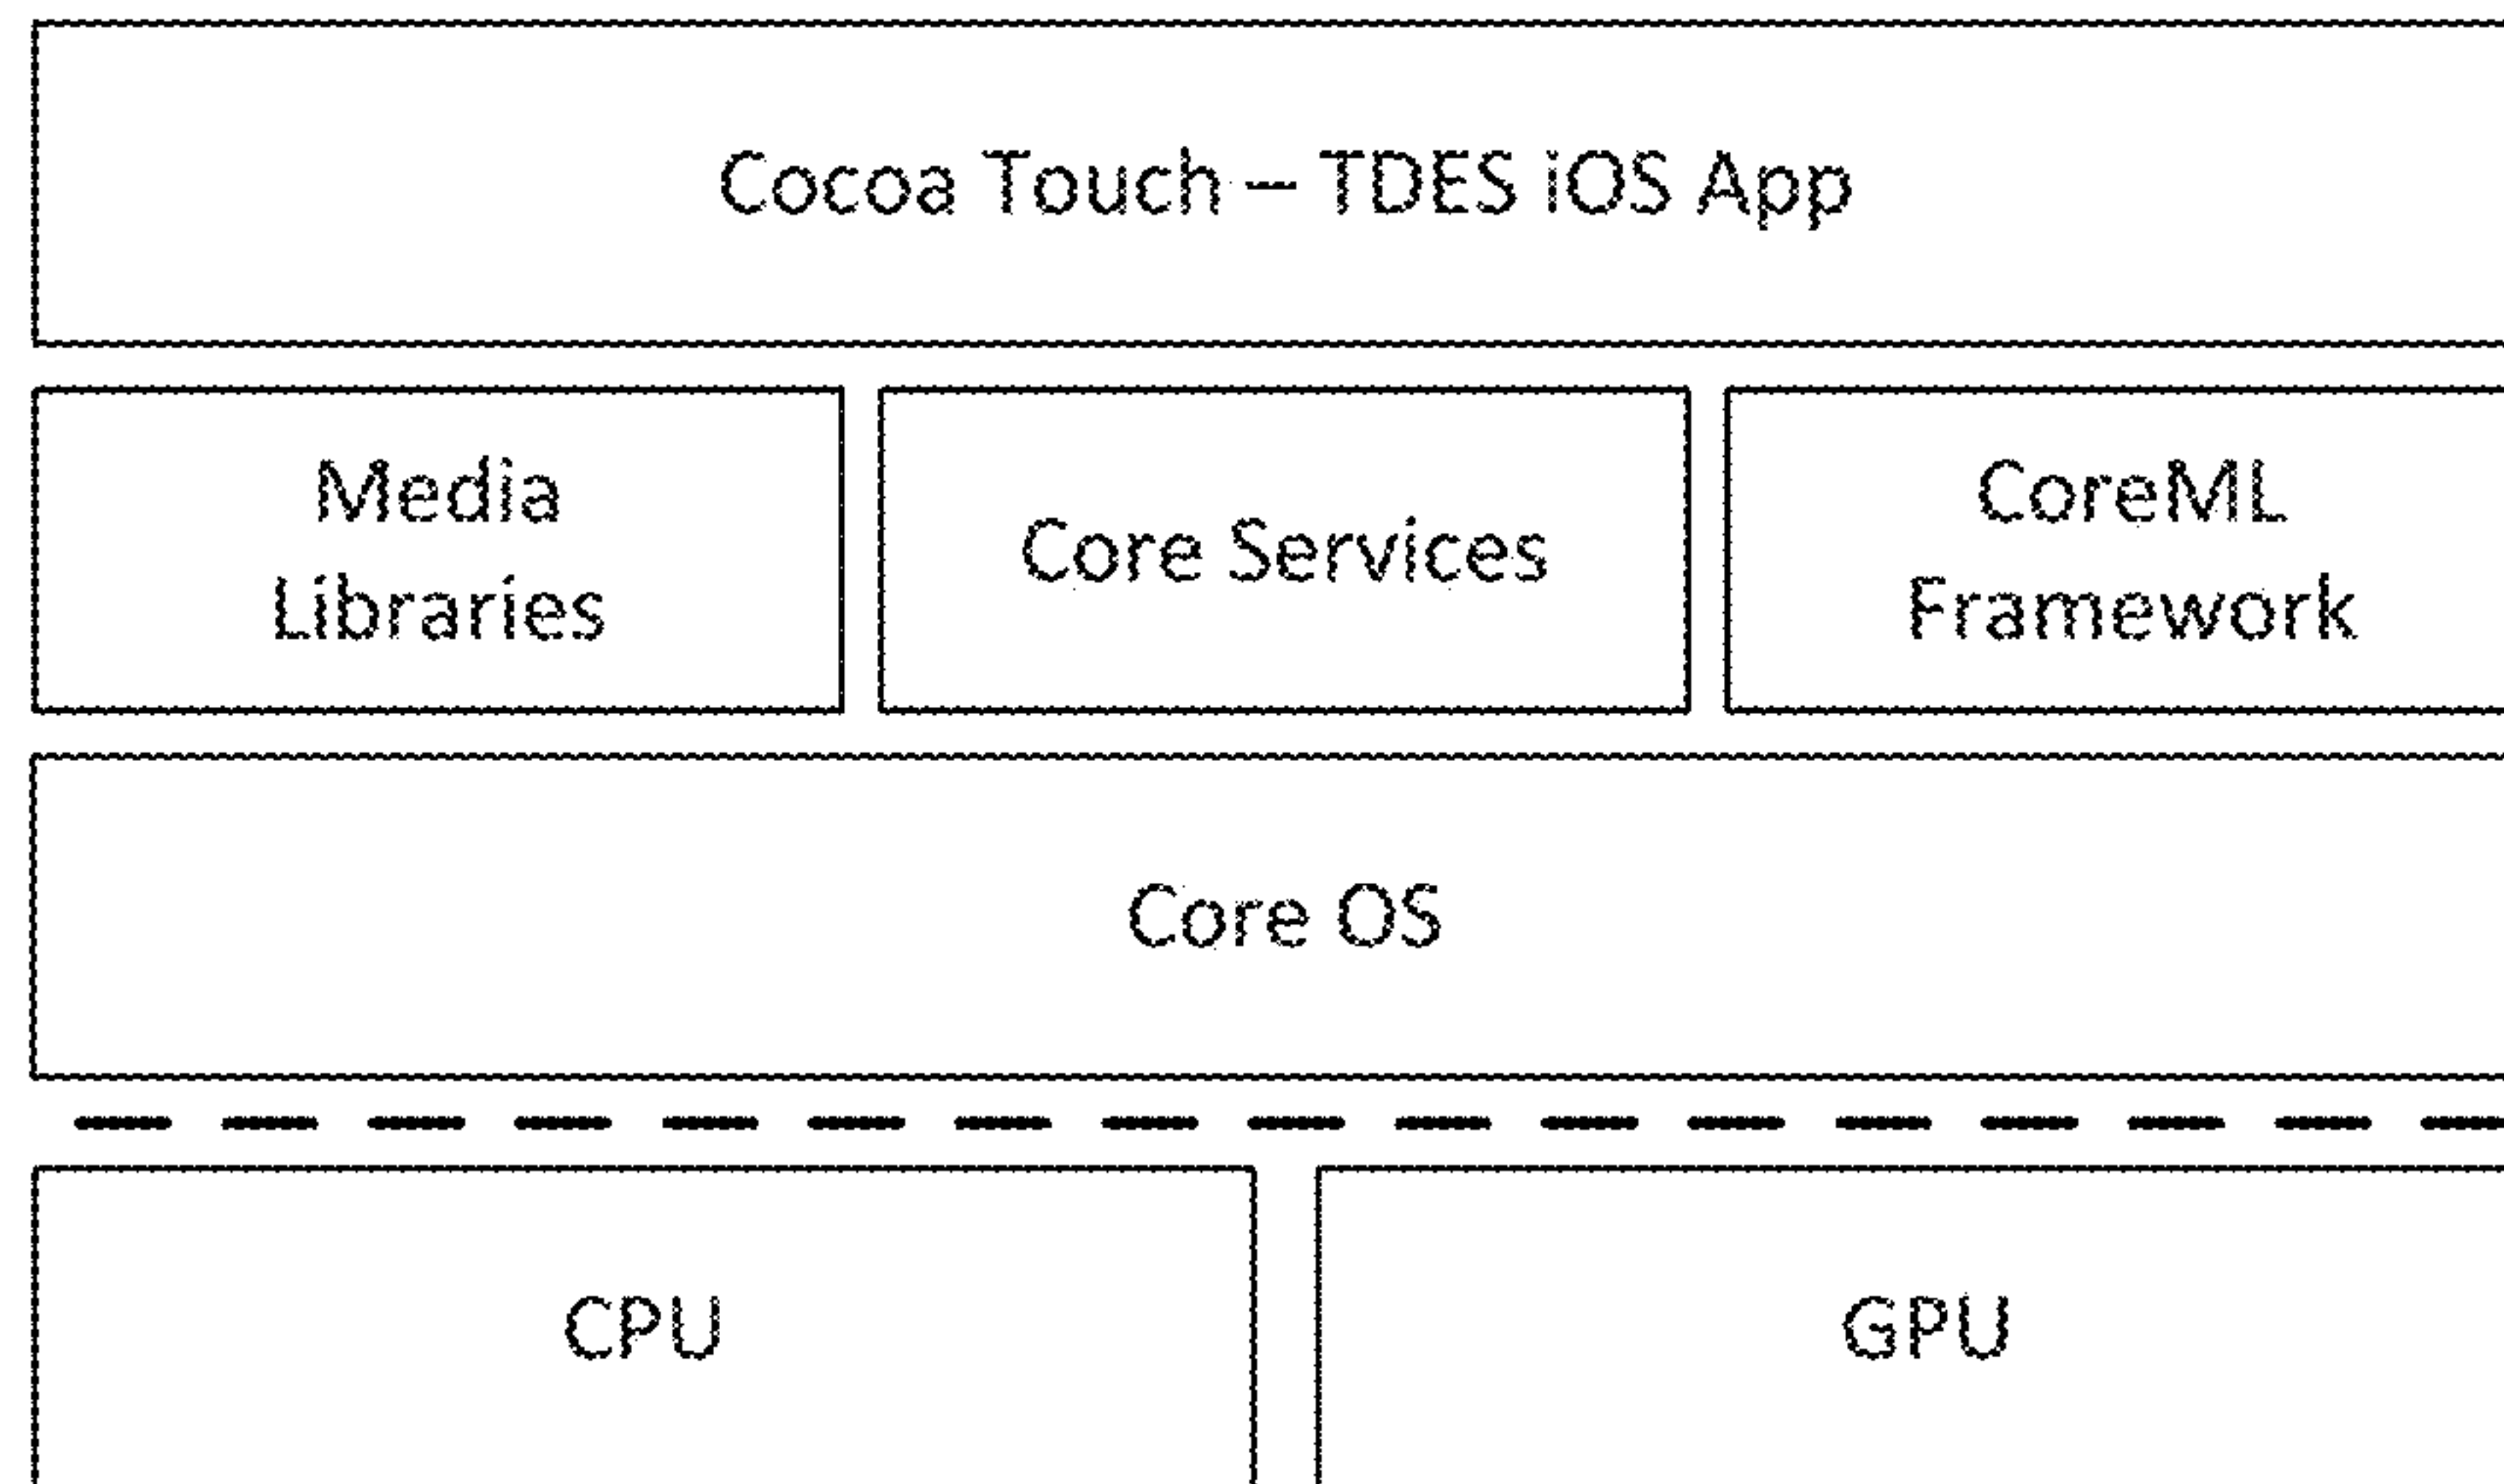 Cocoa Touch – TDES iOS App
Media
Libraries
Core Services
CoreML
Framework
Core OS
CPU
GPU